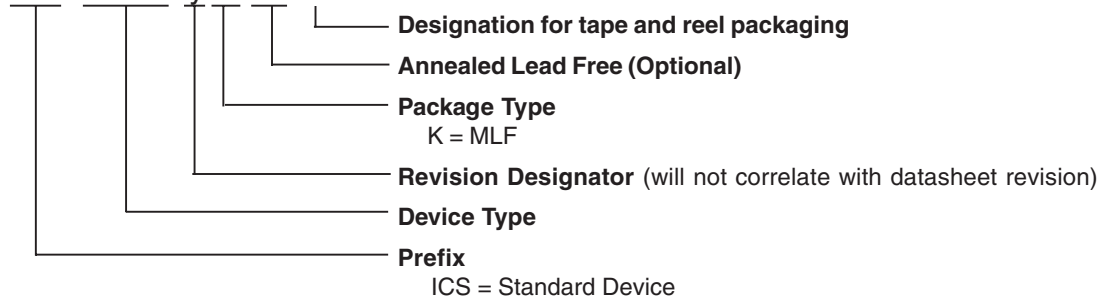 Designation for tape and reel packaging
Annealed Lead Free (Optional)
Package Type
K = MLF
Revision Designator (will not correlate with datasheet revision)
Device Type
Prefix
ICS = Standard Device